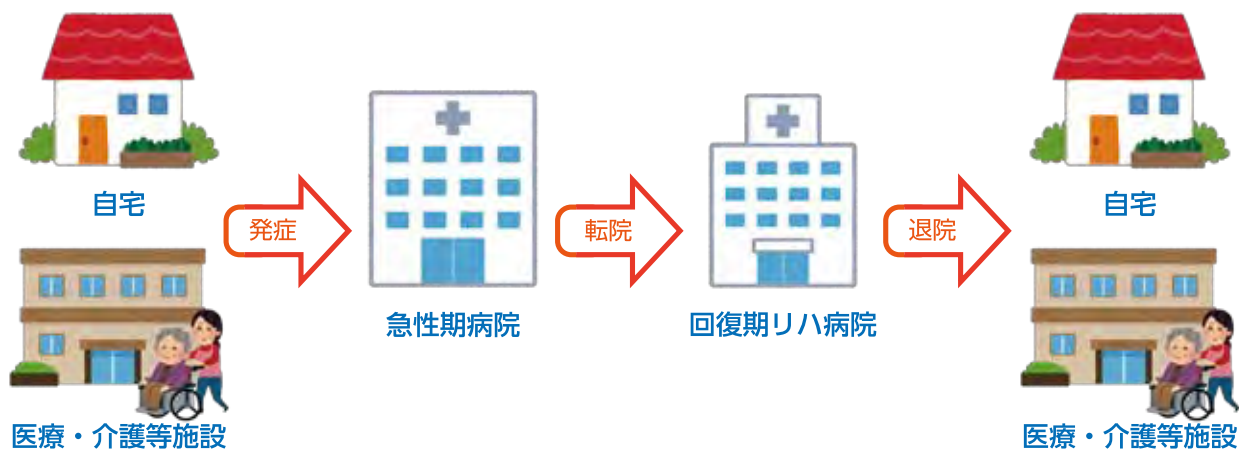 自宅
医療・介護等施設
発症
急性期病院
転院
回復期リハ病院
退院
自宅
医療・介護等施設